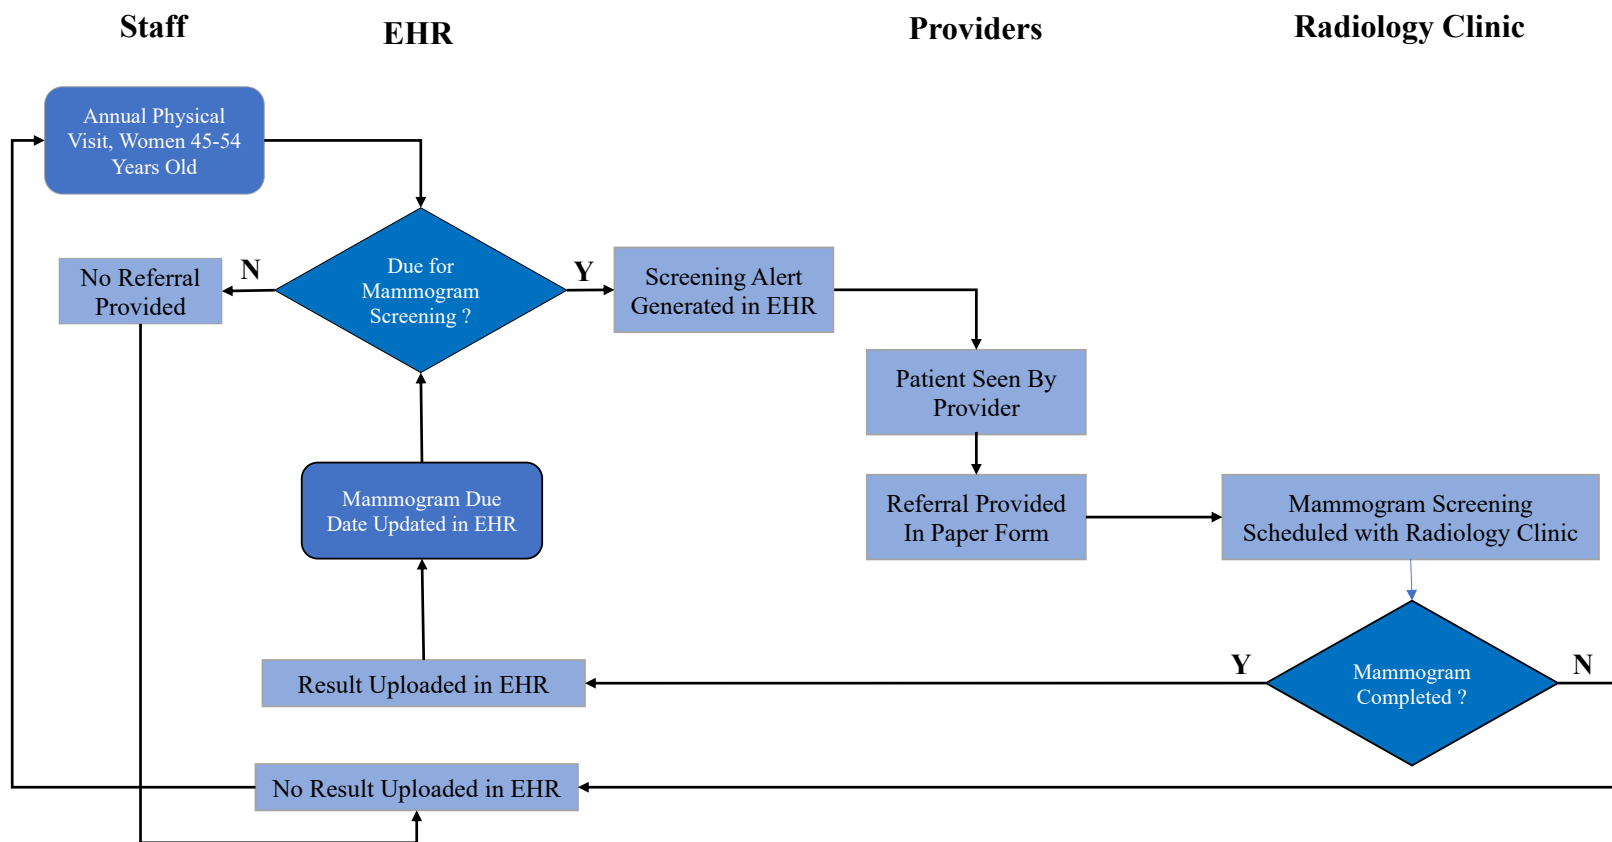 Staff
EHR
Providers
Radiology Clinic
Annual Physical
Visit, Women 45-54
Years Old
Due for
Mammogram
Screening ?
N
Y
No Referral
Provided
Screening Alert
Generated in EHR
Patient Seen By
Provider
Referral Provided
In Paper Form
Mammogram Screening
Scheduled with Radiology Clinic
Mammogram Due
Date Updated in EHR
Mammogram
Completed ?
Y
N
Result Uploaded in EHR
No Result Uploaded in EHR